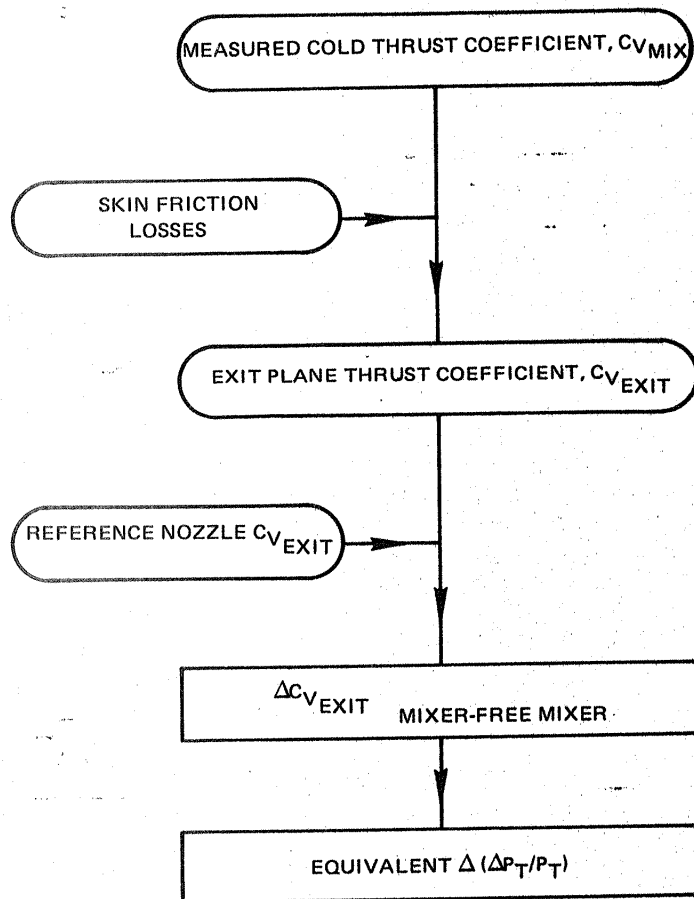 MEASURED COLD THRUST COEFFICIENT, CVMIX
SKIN FRICTION
LOSSES
EXIT PLANE THRUST COEFFICIENT, CVEXIT
REFERENCE NOZZLE CVEXIT
ΔCVEXIT MIXER-FREE MIXER
EQUIVALENT Δ (ΔPT/PT)